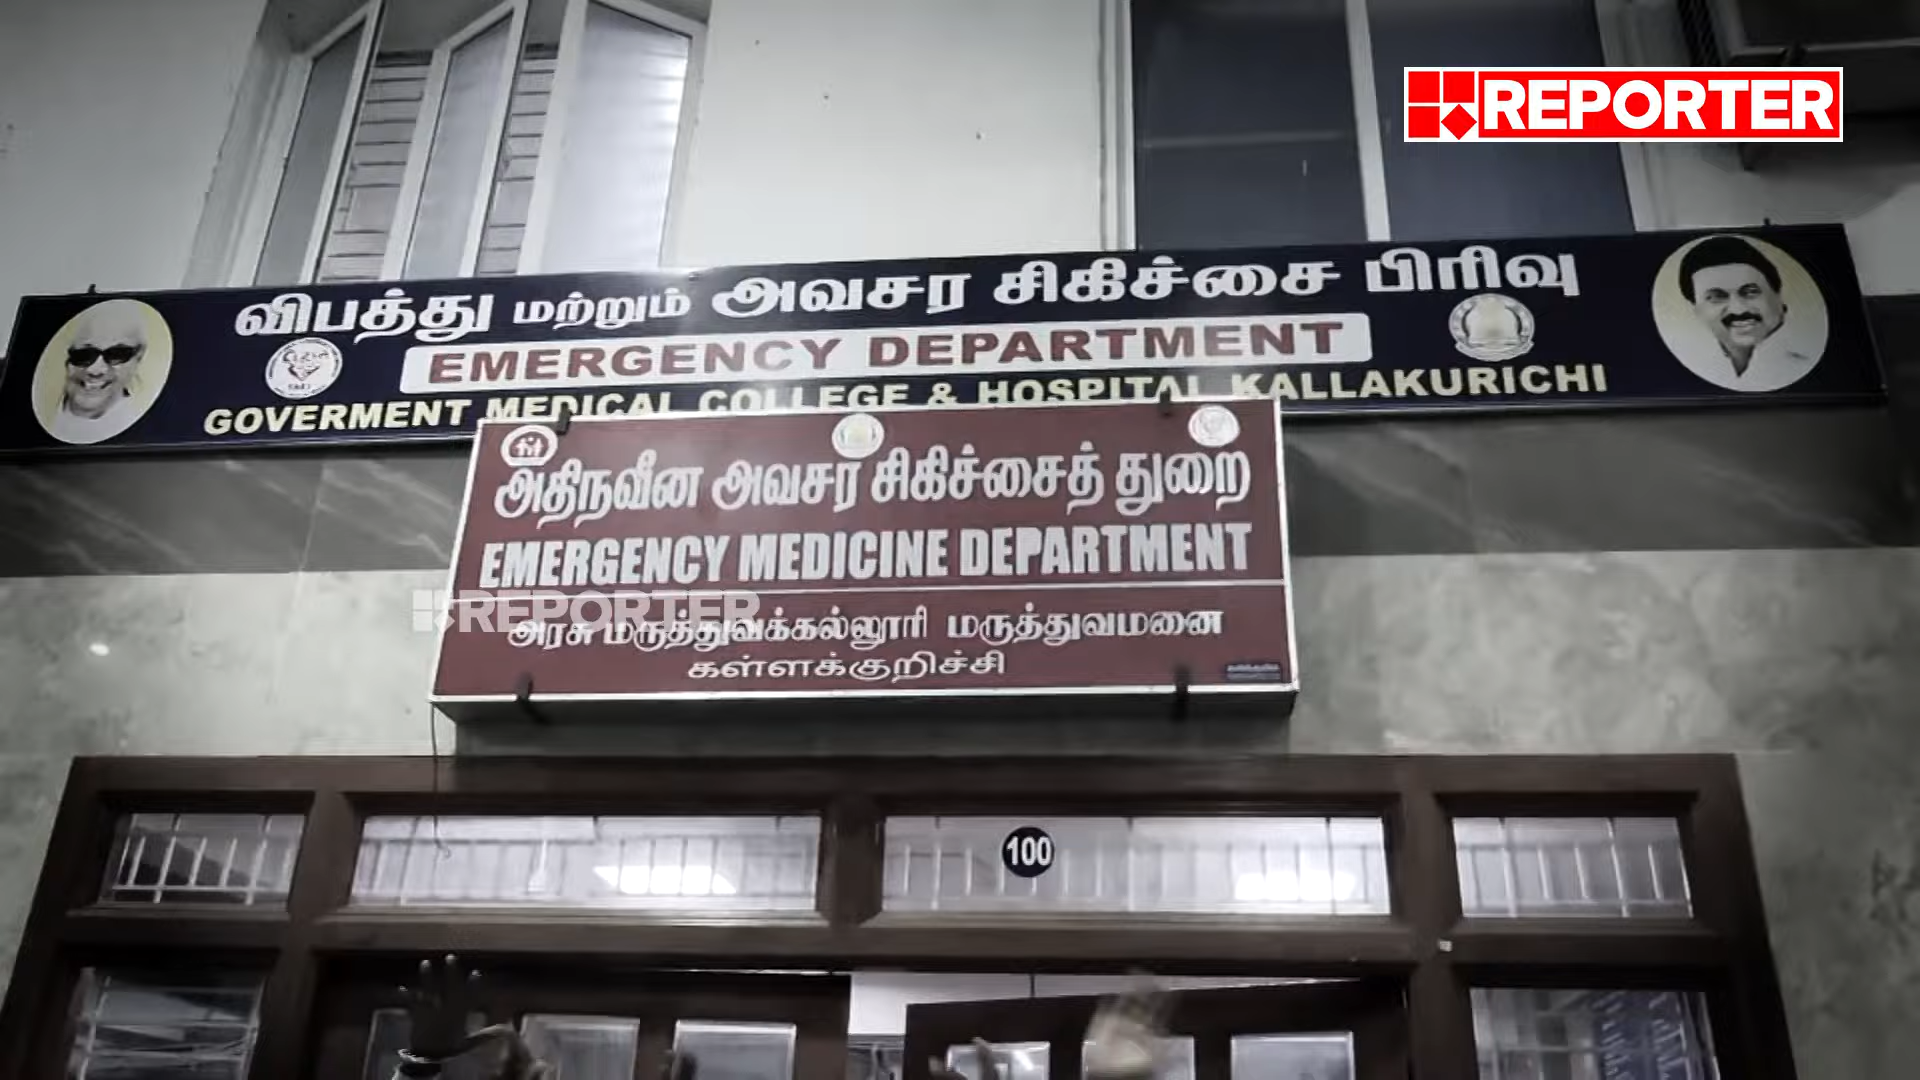 REPORTER
விபத்து மற்றும் அவசர சிகிச்சை பிரிவு
EMERGENCY DEPARTMENT
GOVERMENT MEDICAL COLLEGE & HOSPITAL KALLAKURICHI
அதிநவீன அவசர சிகிச்சைத் துறை
EMERGENCY MEDICINE DEPARTMENT
REPORTER
அரசு மருத்துவக்கல்லூரி மருத்துவமனை
கள்ளக்குறிச்சி
100